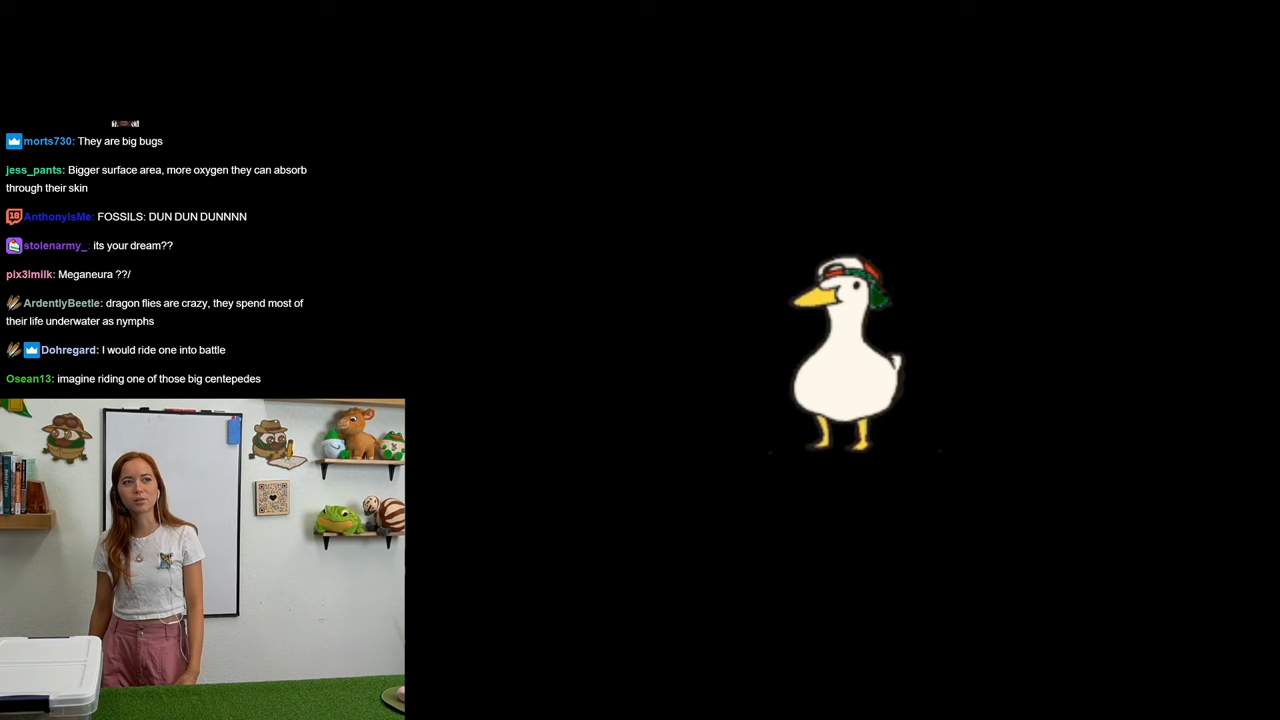 morts730: They are big bugs
jess_pants: Bigger surface area, more oxygen they can absorb
through their skin
AnthonyIsMe: FOSSILS: DUN DUN DUNNNN
stolenarmy_: its your dream??
pix3lmilk: Meganeura ??/
ArdentlyBeetle: dragon flies are crazy, they spend most of
their life underwater as nymphs
Dohregard: I would ride one into battle
Osean13: imagine riding one of those big centepedes